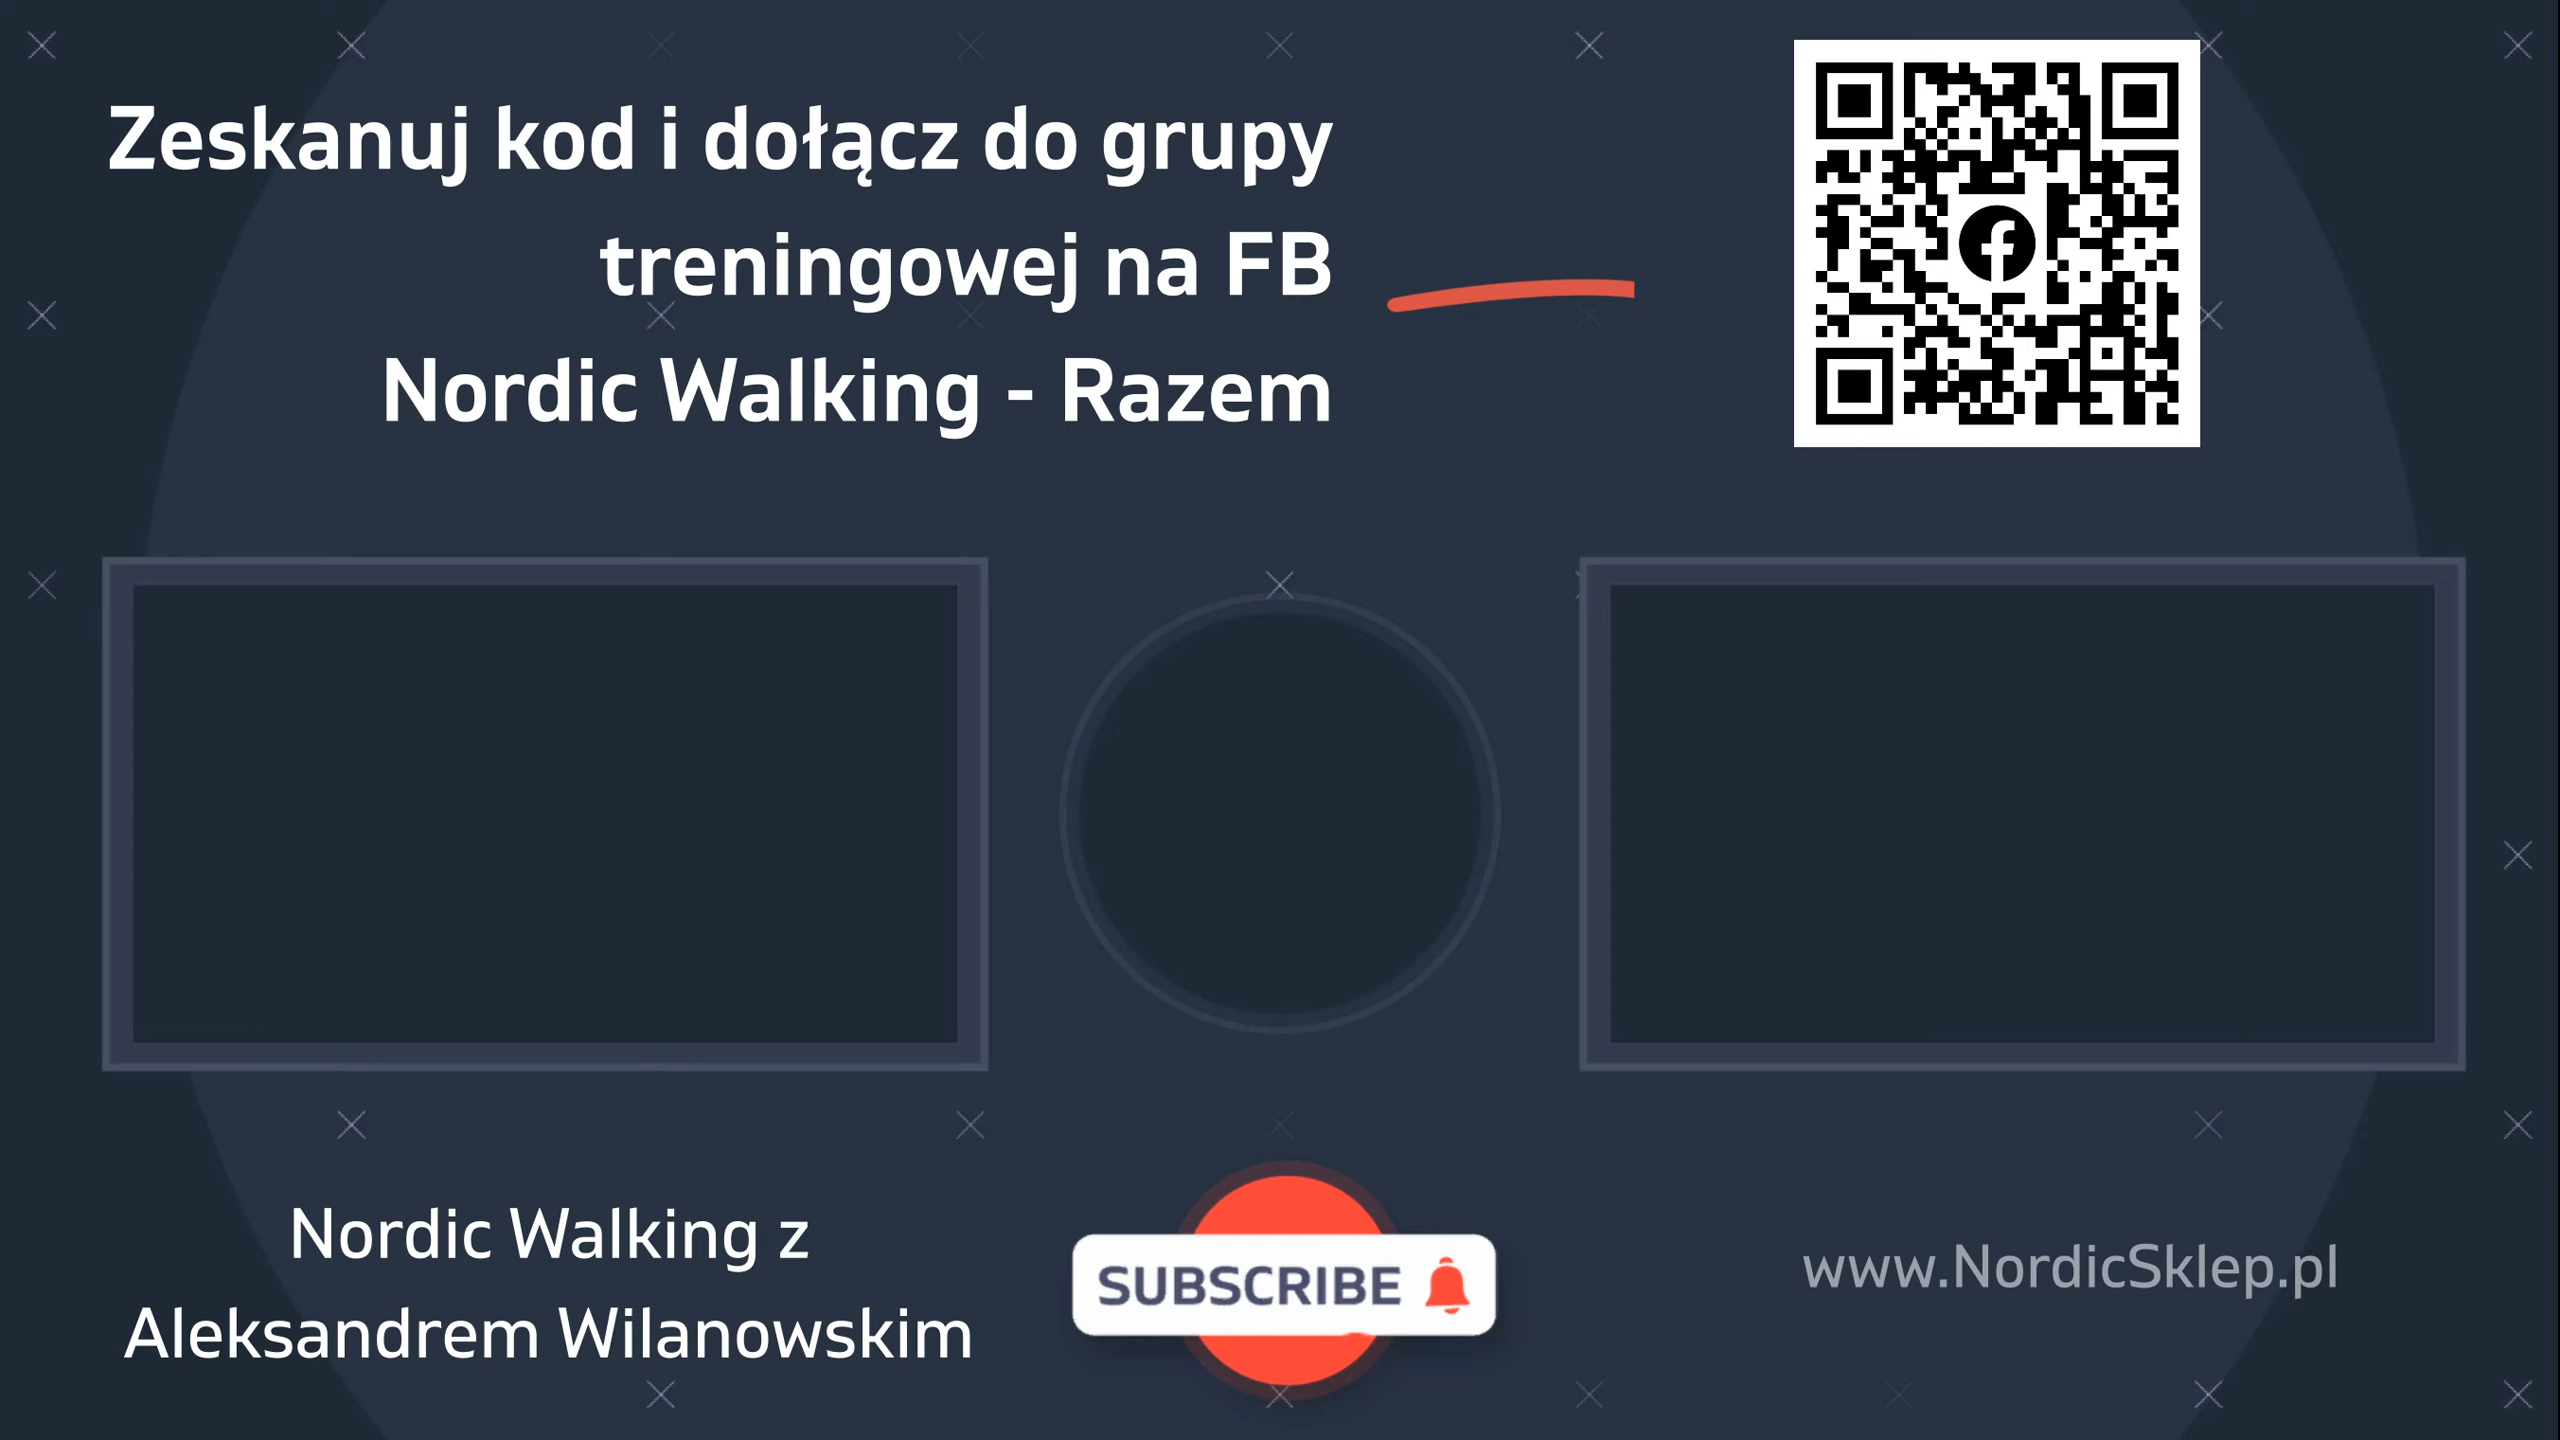 Zeskanuj kod i dołącz do grupy
treningowej na FB
Nordic Walking - Razem
Nordic Walking z
Aleksandrem Wilanowskim
SUBSCRIBE
www.NordicSklep.pl